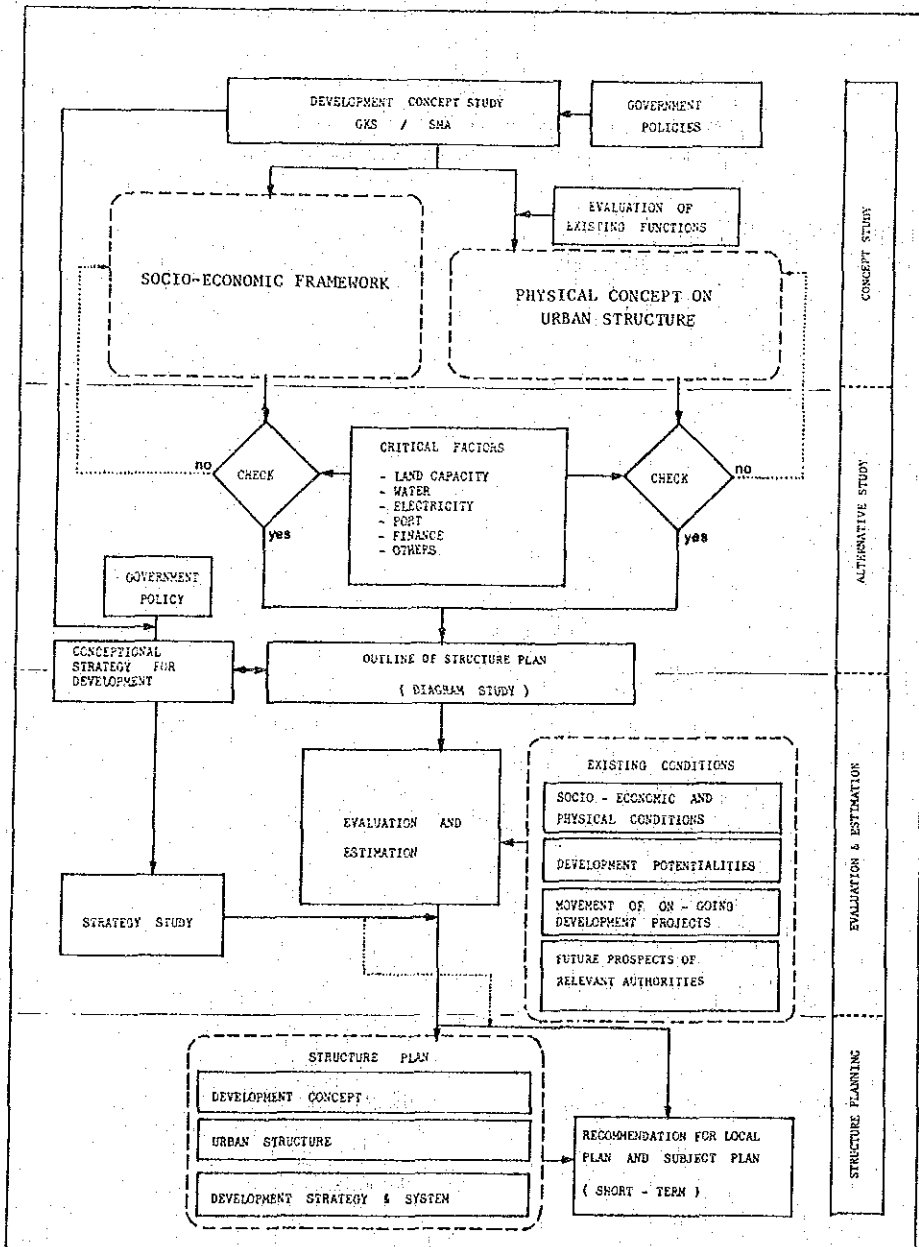 DEVELOPMENT CONCEPT STUDY
GKS / SMA
GOVERNMENT
POLICIES
EVALUATION OF
EXISTING FUNCTIONS
SOCIO-ECONOMIC FRAMEWORK
PHYSICAL CONCEPT ON
URBAN STRUCTURE
CONCEPT STUDY
CRITICAL FACTORS
- LAND CAPACITY
- WATER
- ELECTRICITY
- PORT
- FINANCE
- OTHERS
no
CHECK
yes
CHECK
no
yes
ALTERNATIVE STUDY
GOVERNMENT
POLICY
CONCEPTIONAL
STRATEGY FOR
DEVELOPMENT
OUTLINE OF STRUCTURE PLAN
( DIAGRAM STUDY )
EVALUATION AND
ESTIMATION
EXISTING CONDITIONS
SOCIO - ECONOMIC AND
PHYSICAL CONDITIONS
DEVELOPMENT POTENTIALITIES
MOVEMENT OF ON - GOING
DEVELOPMENT PROJECTS
FUTURE PROSPECTS OF
RELEVANT AUTHORITIES
EVALUATION & ESTIMATION
STRATEGY STUDY
STRUCTURE PLAN
DEVELOPMENT CONCEPT
URBAN STRUCTURE
DEVELOPMENT STRATEGY & SYSTEM
RECOMMENDATION FOR LOCAL
PLAN AND SUBJECT PLAN
( SHORT - TERM )
STRUCTURE PLANNING